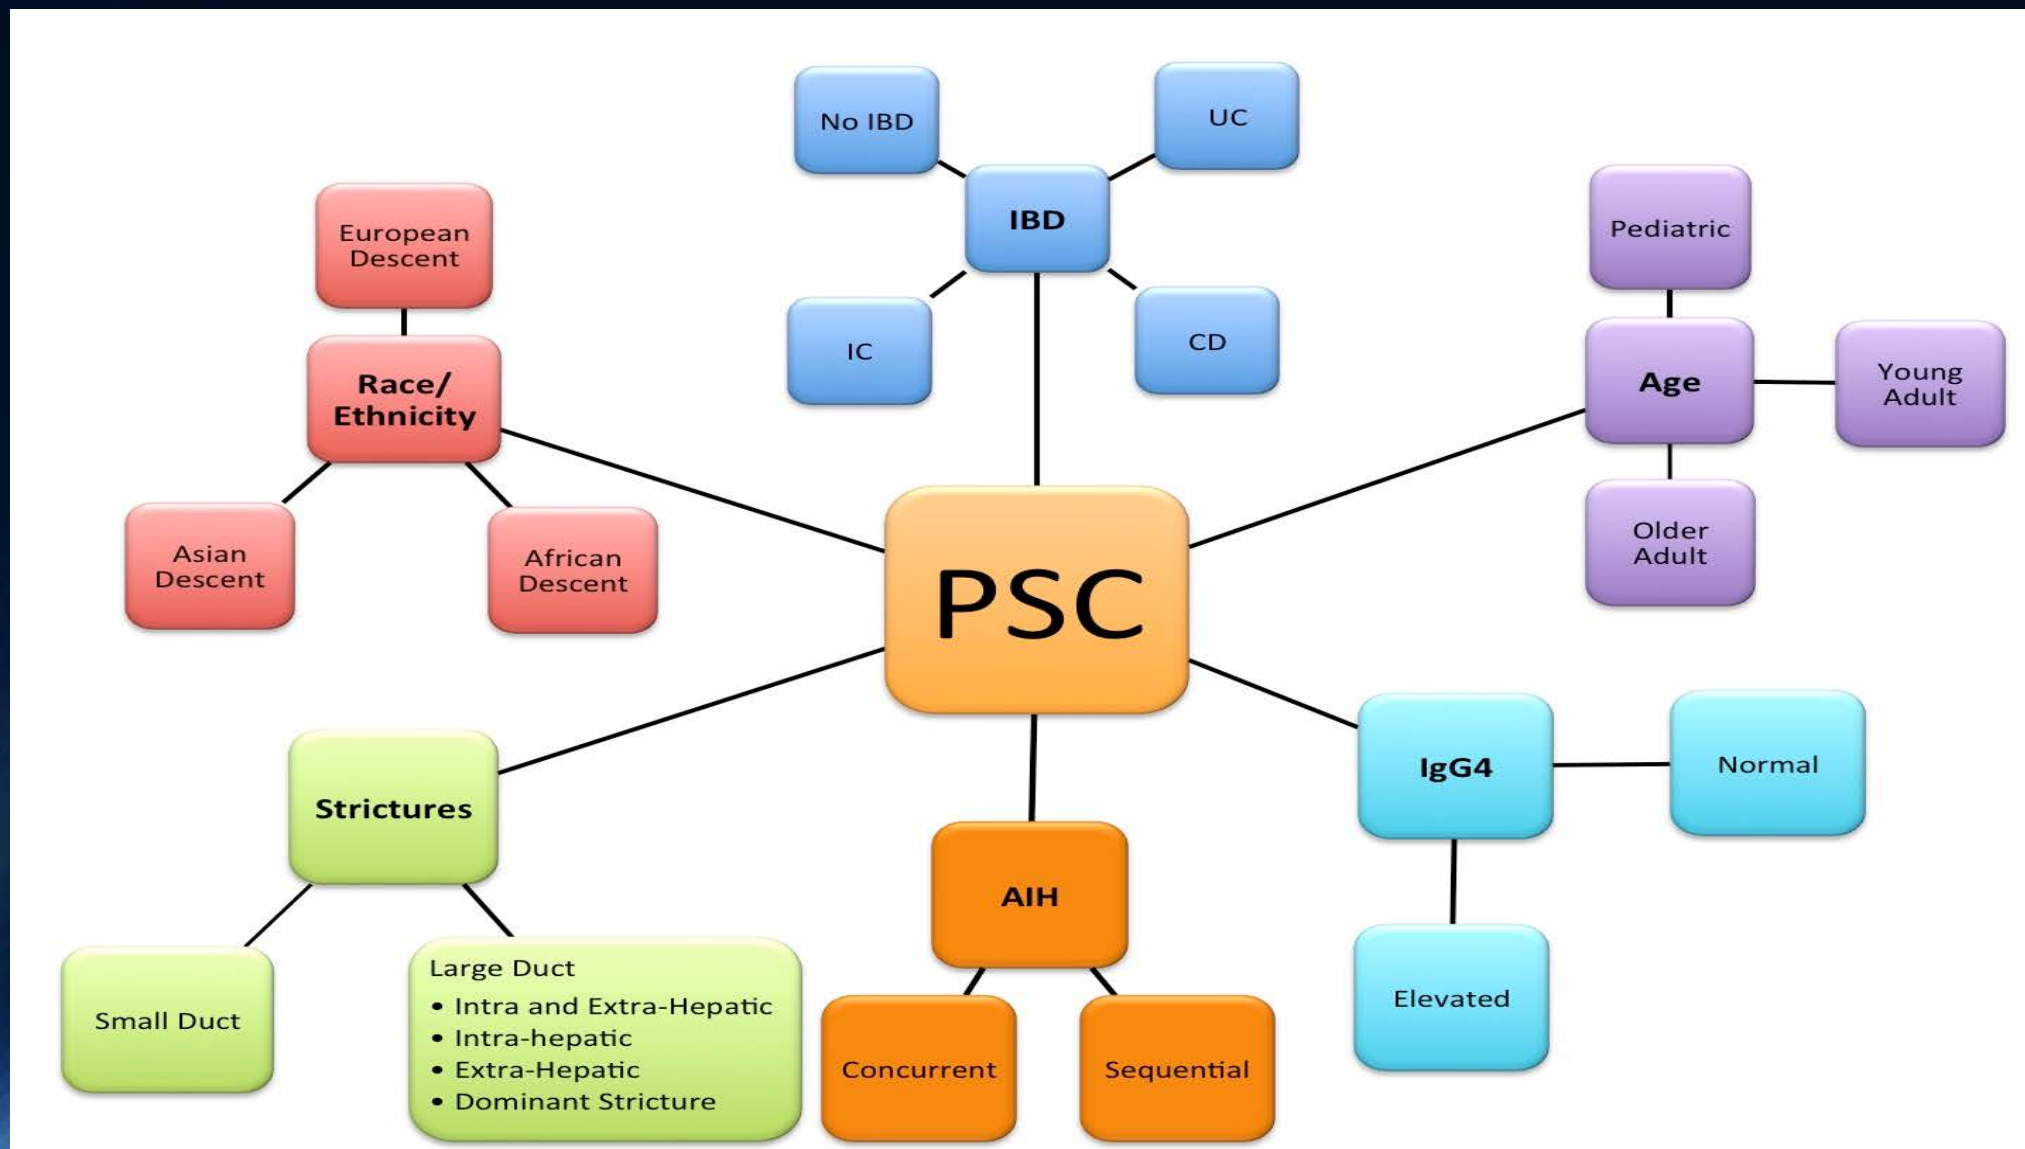 No IBD
UC
IBD
IC
CD
European
Descent
Race/
Ethnicity
Asian
Descent
African
Descent
Pediatric
Age
Young
Adult
Older
Adult
PSC
Strictures
Small Duct
Large Duct
• Intra and Extra-Hepatic
• Intra-hepatic
• Extra-Hepatic
• Dominant Stricture
AIH
Concurrent
Sequential
IgG4
Normal
Elevated